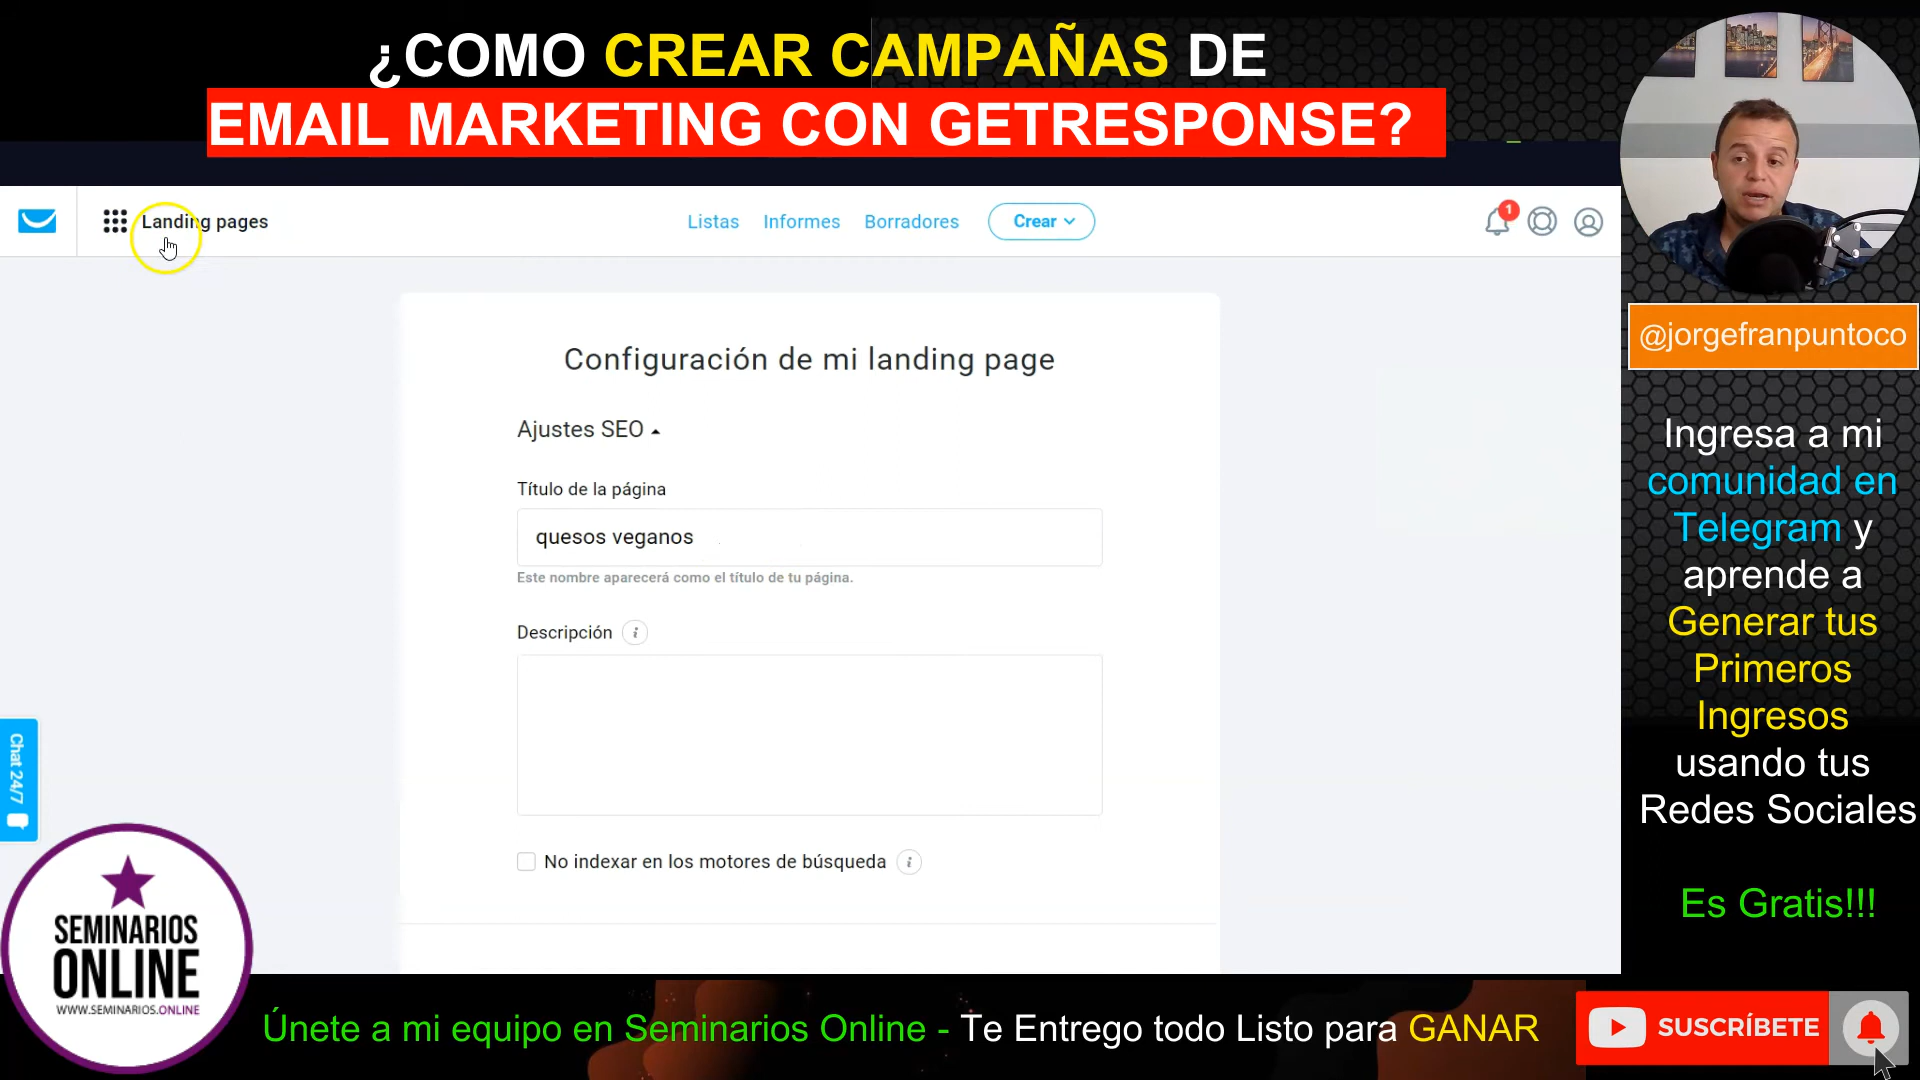 ¿COMO CREAR CAMPAÑAS DE
EMAIL MARKETING CON GETRESPONSE?
Landing pages
Listas
Informes
Borradores
Crear
1
Configuración de mi landing page
Ajustes SEO
Título de la página
quesos veganos
Este nombre aparecerá como el título de tu página.
Descripción
i
No indexar en los motores de búsqueda
i
Chat 24/7
@jorgefranpuntoco
Ingresa a mi
comunidad en
Telegram y
aprende a
Generar tus
Primeros
Ingresos
usando tus
Redes Sociales
Es Gratis!!!
SEMINARIOS
ONLINE
WWW.SEMINARIOS.ONLINE
Únete a mi equipo en Seminarios Online - Te Entrego todo Listo para GANAR
SUSCRÍBETE